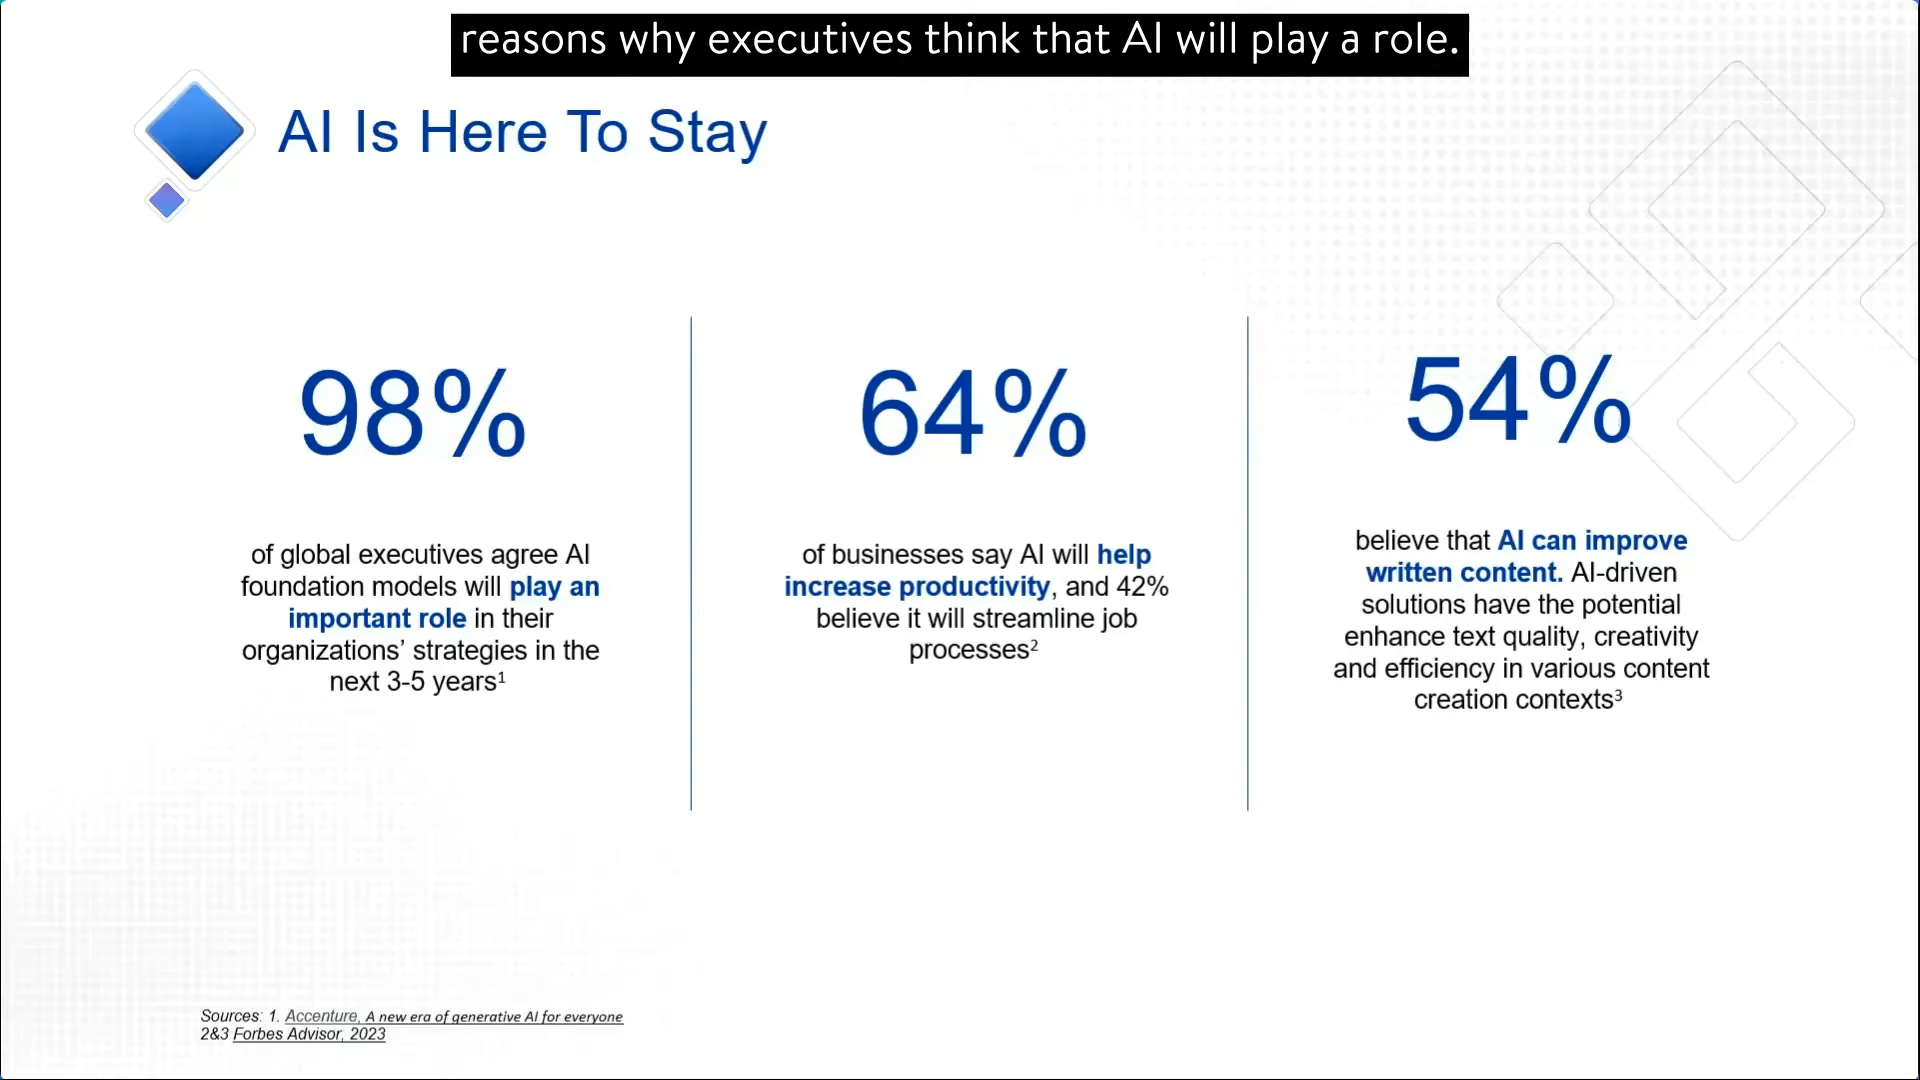 reasons why executives think that AI will play a role.
AI Is Here To Stay
98%
of global executives agree AI
foundation models will play an
important role in their
organizations’ strategies in the
next 3-5 years¹
64%
of businesses say AI will help
increase productivity, and 42%
believe it will streamline job
processes²
54%
believe that AI can improve
written content. AI-driven
solutions have the potential
enhance text quality, creativity
and efficiency in various content
creation contexts³
Sources: 1. Accenture, A new era of generative AI for everyone
2&3 Forbes Advisor, 2023